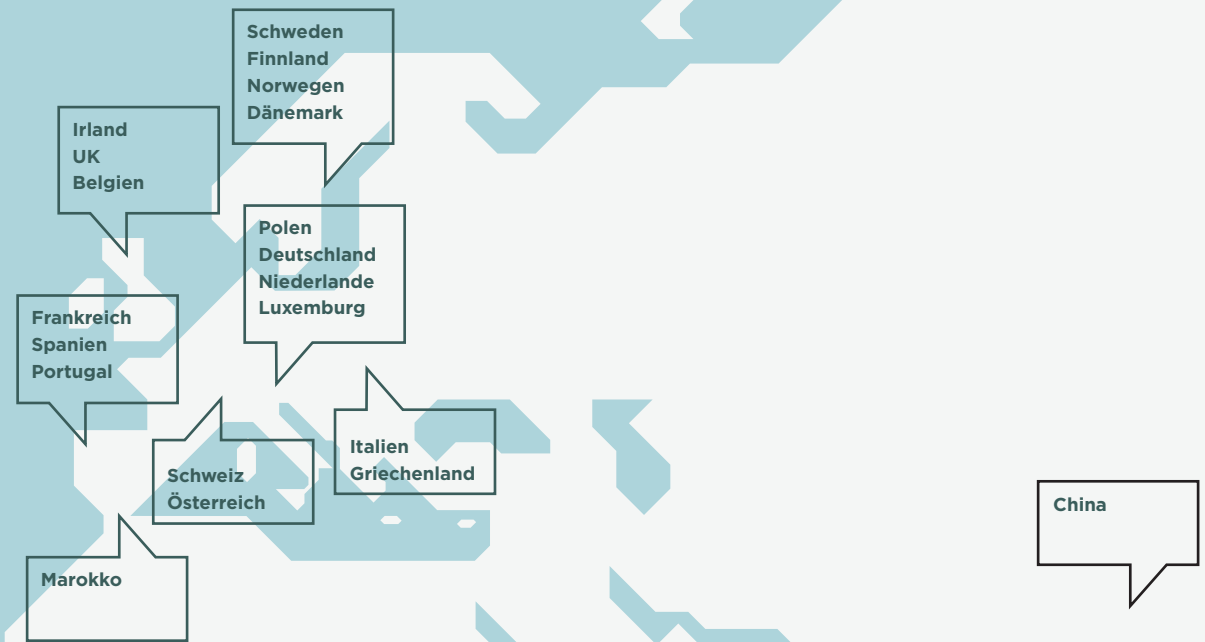 Schweden
Finnland
Norwegen
Dänemark
Irland
UK
Belgien
Polen
Deutschland
Niederlande
Luxemburg
Frankreich
Spanien
Portugal
Italien
Griechenland
Schweiz
Österreich
China
Marokko